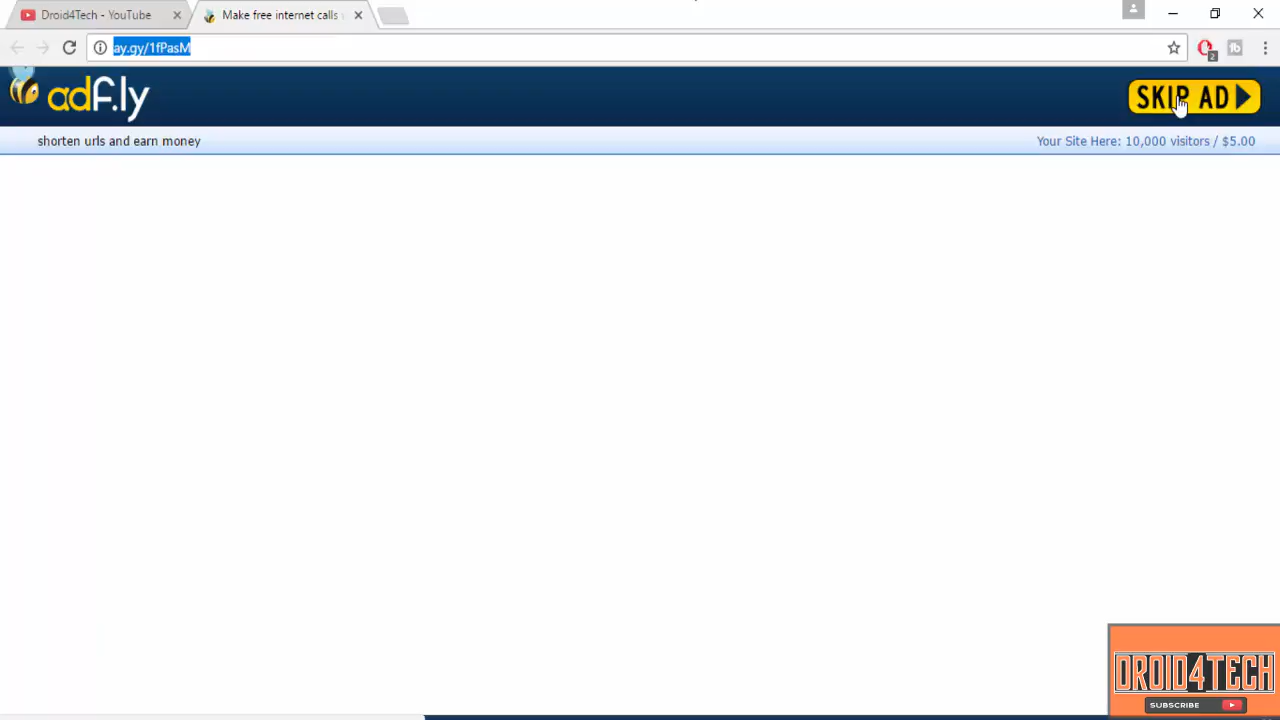 Droid4Tech - YouTube
Make free internet calls
ay.gy/1fPasM
2
adf.ly
SKIP AD
shorten urls and earn money
Your Site Here: 10,000 visitors / $5.00
DROID4TECH
SUBSCRIBE